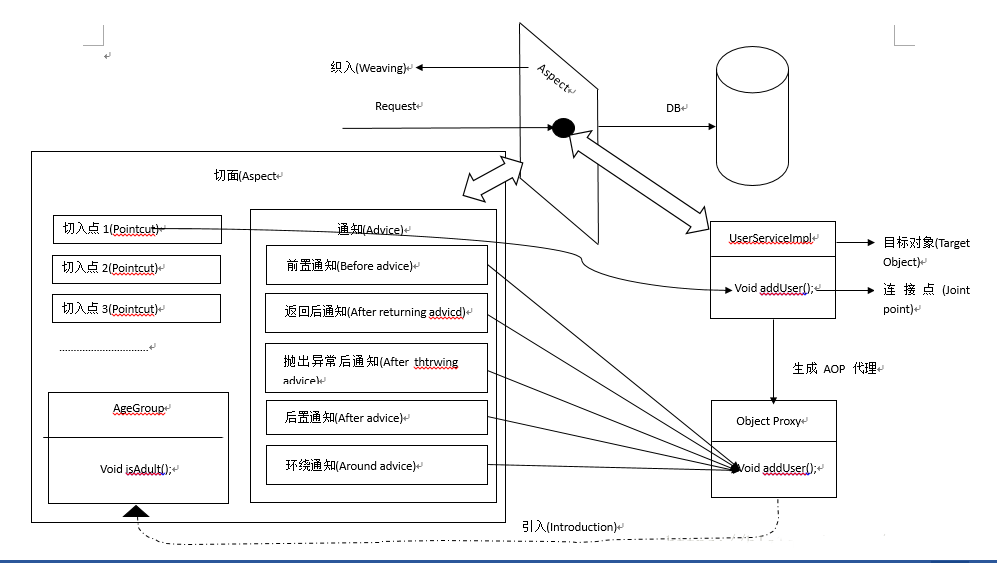 织入(Weaving)
Aspect
Request
DB
切面(Aspect
切入点 1(Pointcut)
切入点 2(Pointcut)
切入点 3(Pointcut)
..............................
AgeGroup
Void isAdult();
通知(Advice)
前置通知(Before advice)
返回后通知(After returning advicd)
抛出异常后通知(After thtrwing
advice)
后置通知(After advice)
环绕通知(Around advice)
UserServiceImpl
Void addUser();
目标对象(Target
Object)
连接点(Joint
point)
生成 AOP 代理
Object Proxy
Void addUser();
引入(Introduction)